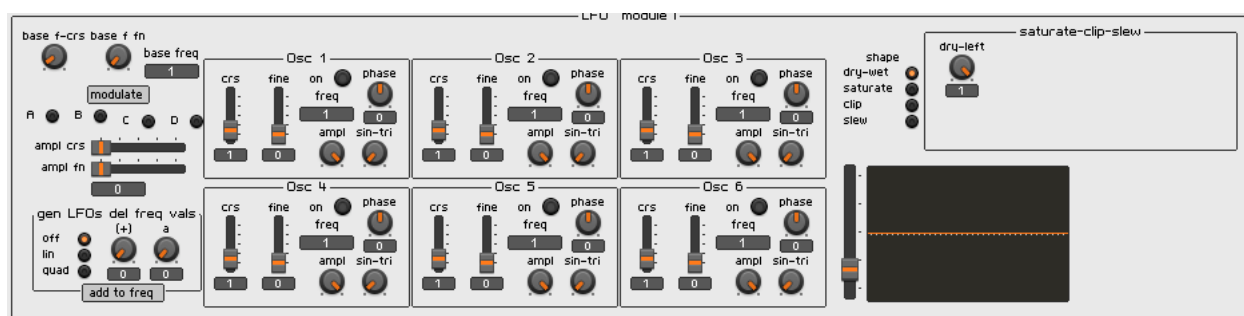 LFO module 1
base f-crs base f fn
base freq
1
modulate
A B C D
ampl crs
ampl fn
0
gen LFOs del freq vals
off
lin
quad
(+)
a
0
0
add to freq
Osc 1
crs fine on phase
freq
1
0
ampl sin-tri
1
0
Osc 2
crs fine on phase
freq
1
0
ampl sin-tri
1
0
Osc 3
crs fine on phase
freq
1
0
ampl sin-tri
1
0
Osc 4
crs fine on phase
freq
1
0
ampl sin-tri
1
0
Osc 5
crs fine on phase
freq
1
0
ampl sin-tri
1
0
Osc 6
crs fine on phase
freq
1
0
ampl sin-tri
1
0
shape
dry-wet
saturate
clip
slew
saturate-clip-slew
dry-left
1